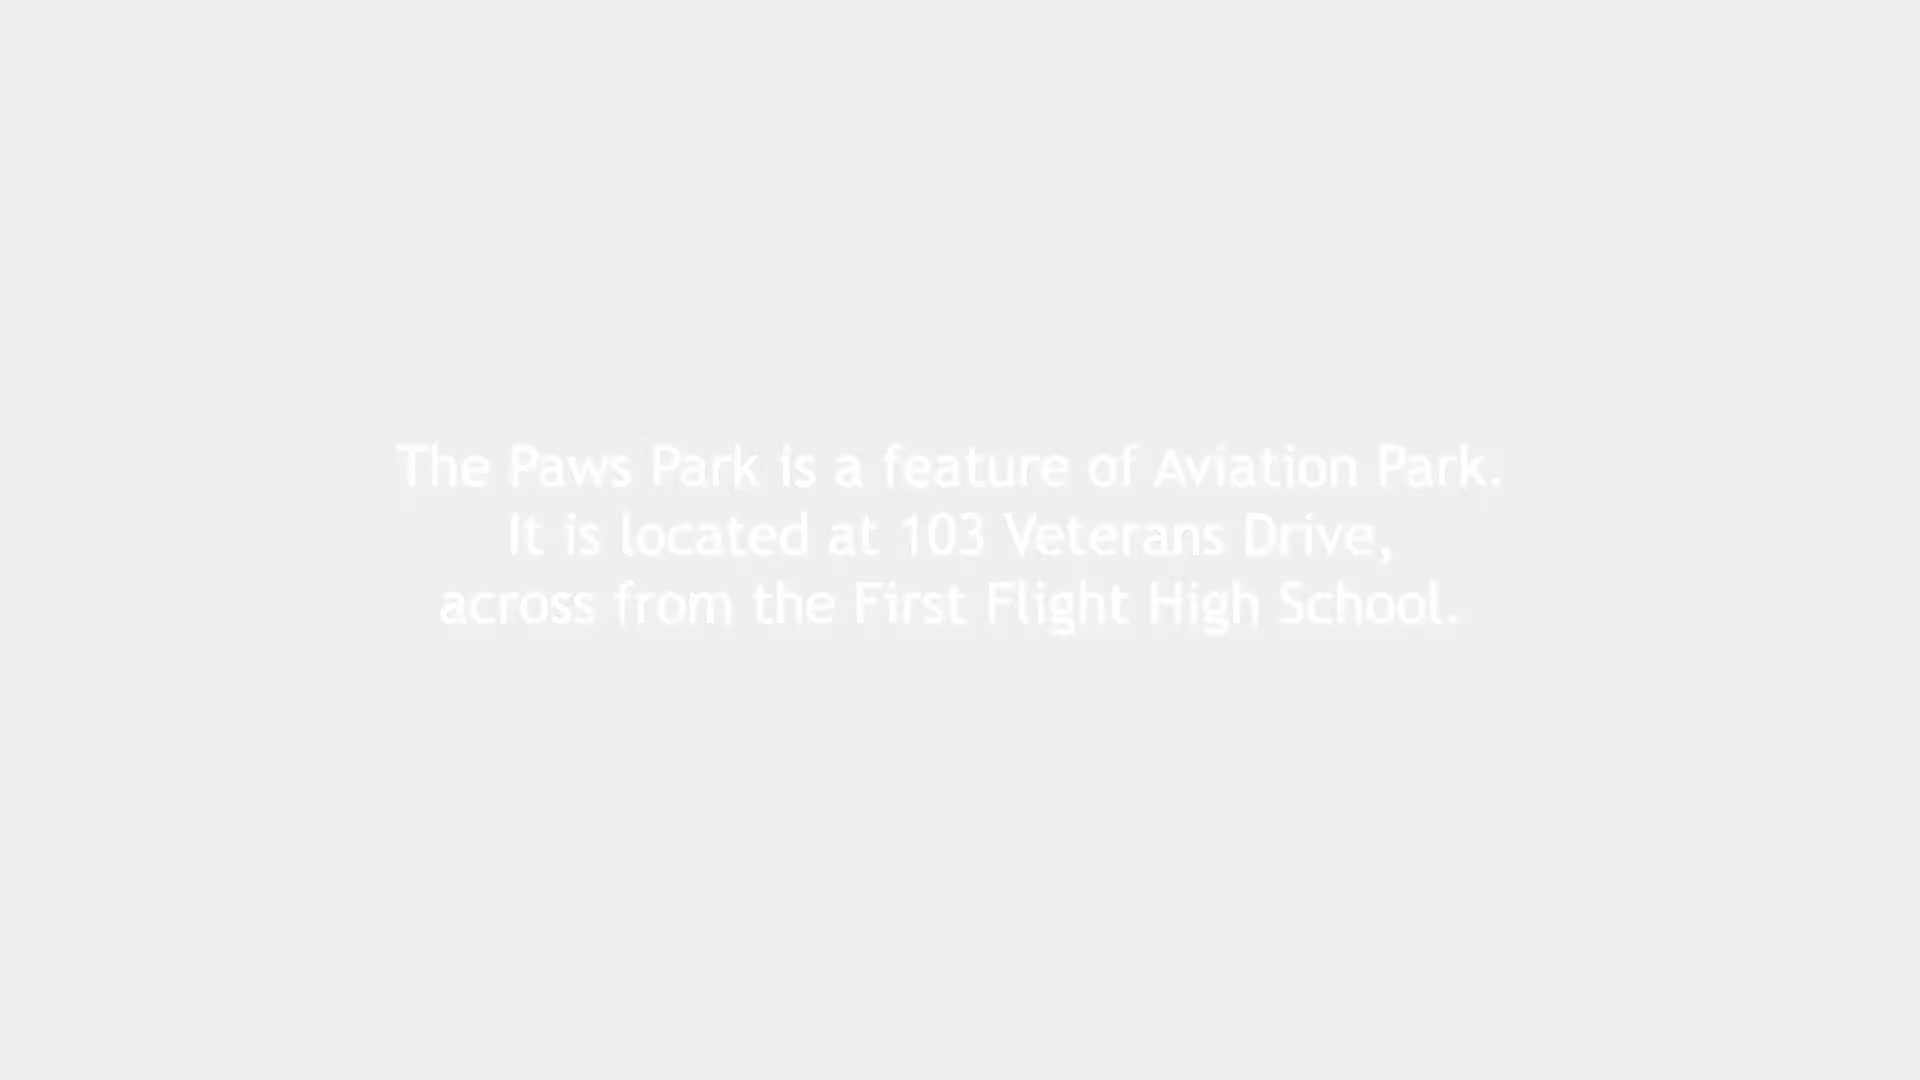 The Paws Park is a feature of Aviation Park.
It is located at 103 Veterans Drive,
across from the First Flight High School.